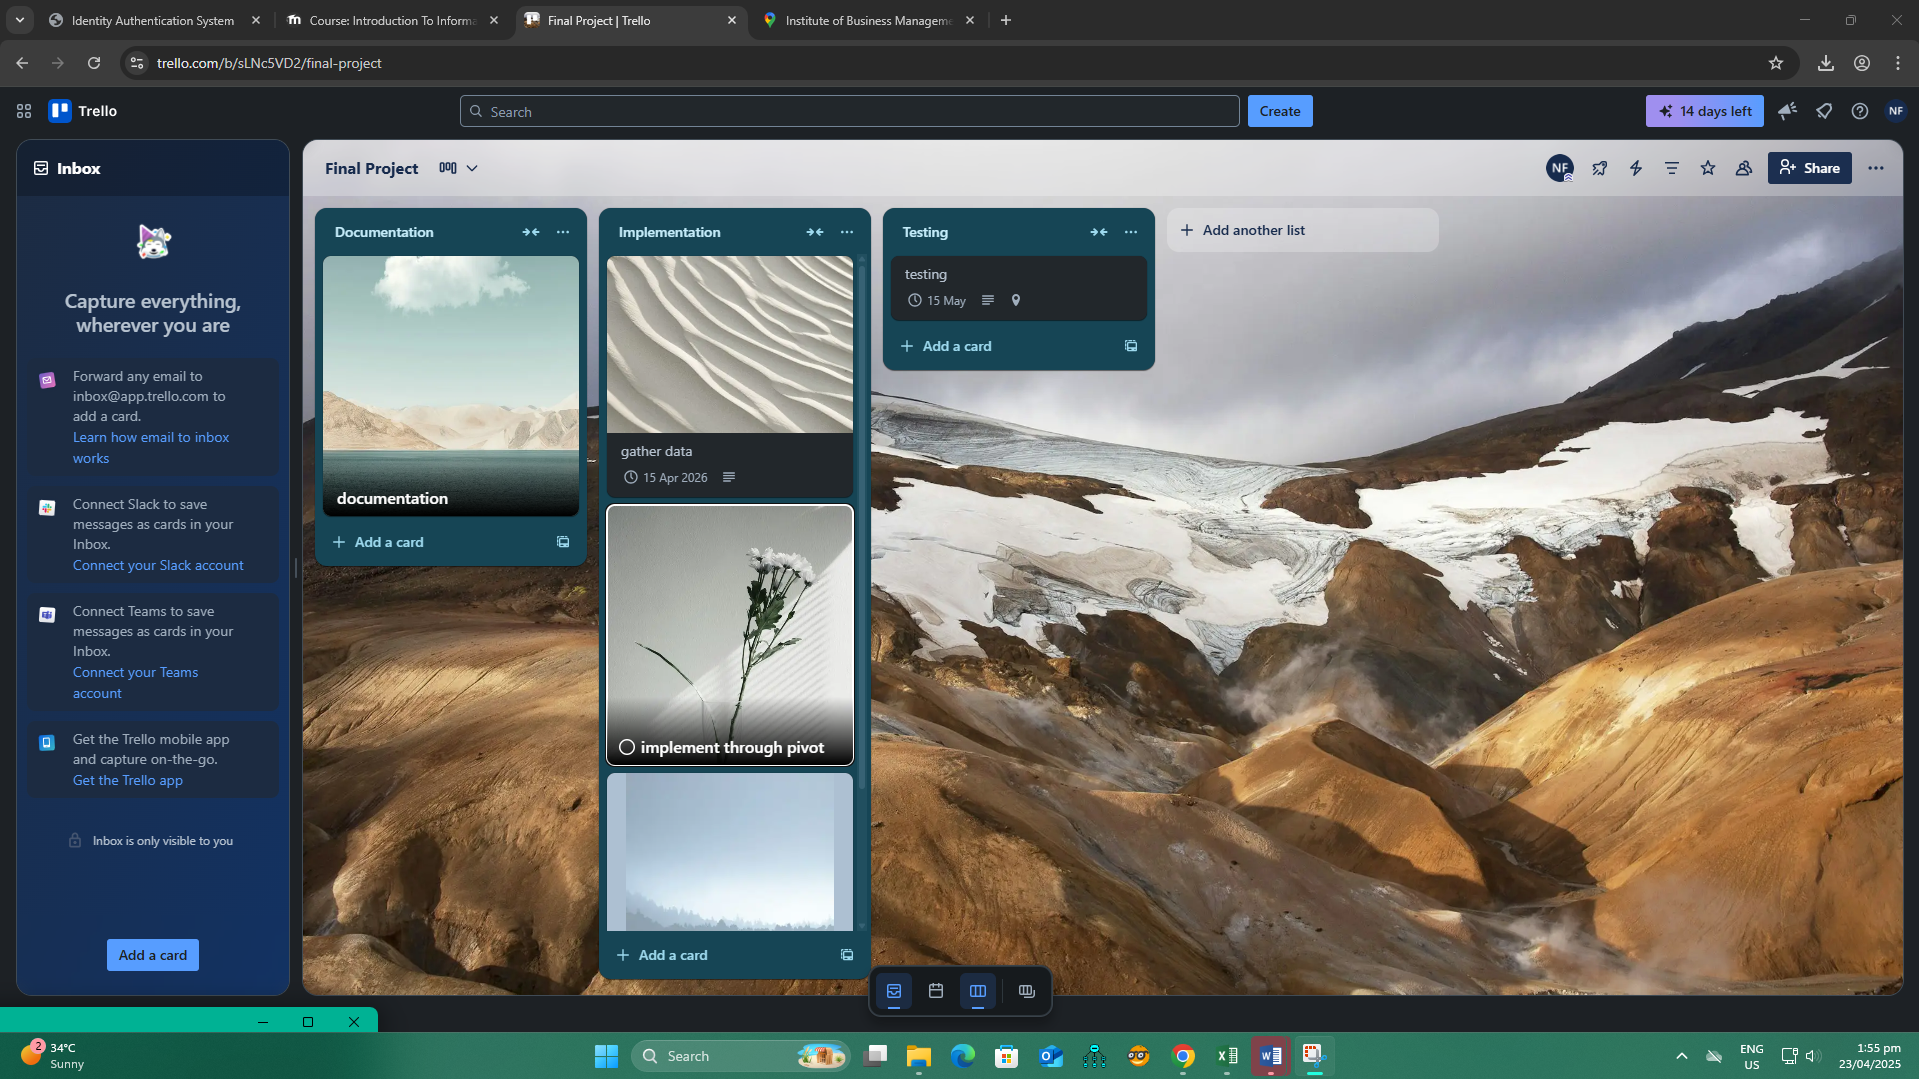 Identity Authentication System
Course: Introduction To Informa
Final Project | Trello
Institute of Business Manageme
trello.com/b/sLNc5VD2/final-project
Trello
Search
Create
14 days left
NF
Inbox
Capture everything,
wherever you are
Forward any email to
inbox@app.trello.com to
add a card.
Learn how email to inbox
works
Connect Slack to save
messages as cards in your
Inbox.
Connect your Slack account
Connect Teams to save
messages as cards in your
Inbox.
Connect your Teams
account
Get the Trello mobile app
and capture on-the-go.
Get the Trello app
Inbox is only visible to you
Add a card
Final Project
NF
Share
Documentation
documentation
Add a card
Implementation
gather data
15 Apr 2026
implement through pivot
Add a card
Testing
testing
15 May
Add a card
Add another list
2
34°C
Sunny
Search
ENG
US
1:55 pm
23/04/2025